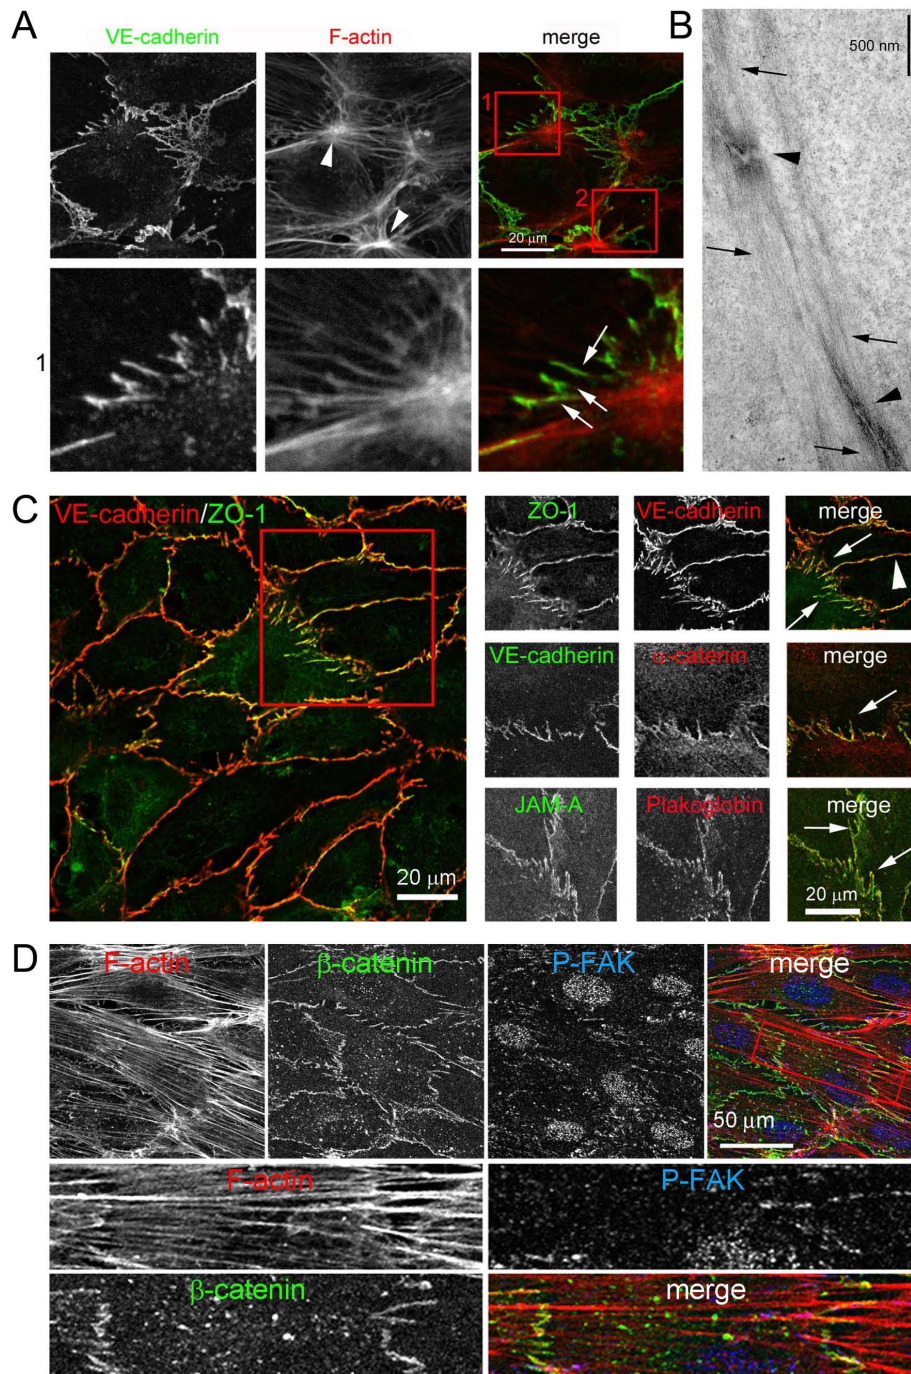 A
VE-cadherin
F-actin
merge
B
500 nm
1
2
20 μm
1
C
VE-cadherin/ZO-1
ZO-1
VE-cadherin
merge
VE-cadherin
α-catenin
merge
JAM-A
Plakoglobin
merge
20 μm
20 μm
D
F-actin
β-catenin
P-FAK
merge
50 μm
F-actin
P-FAK
β-catenin
merge